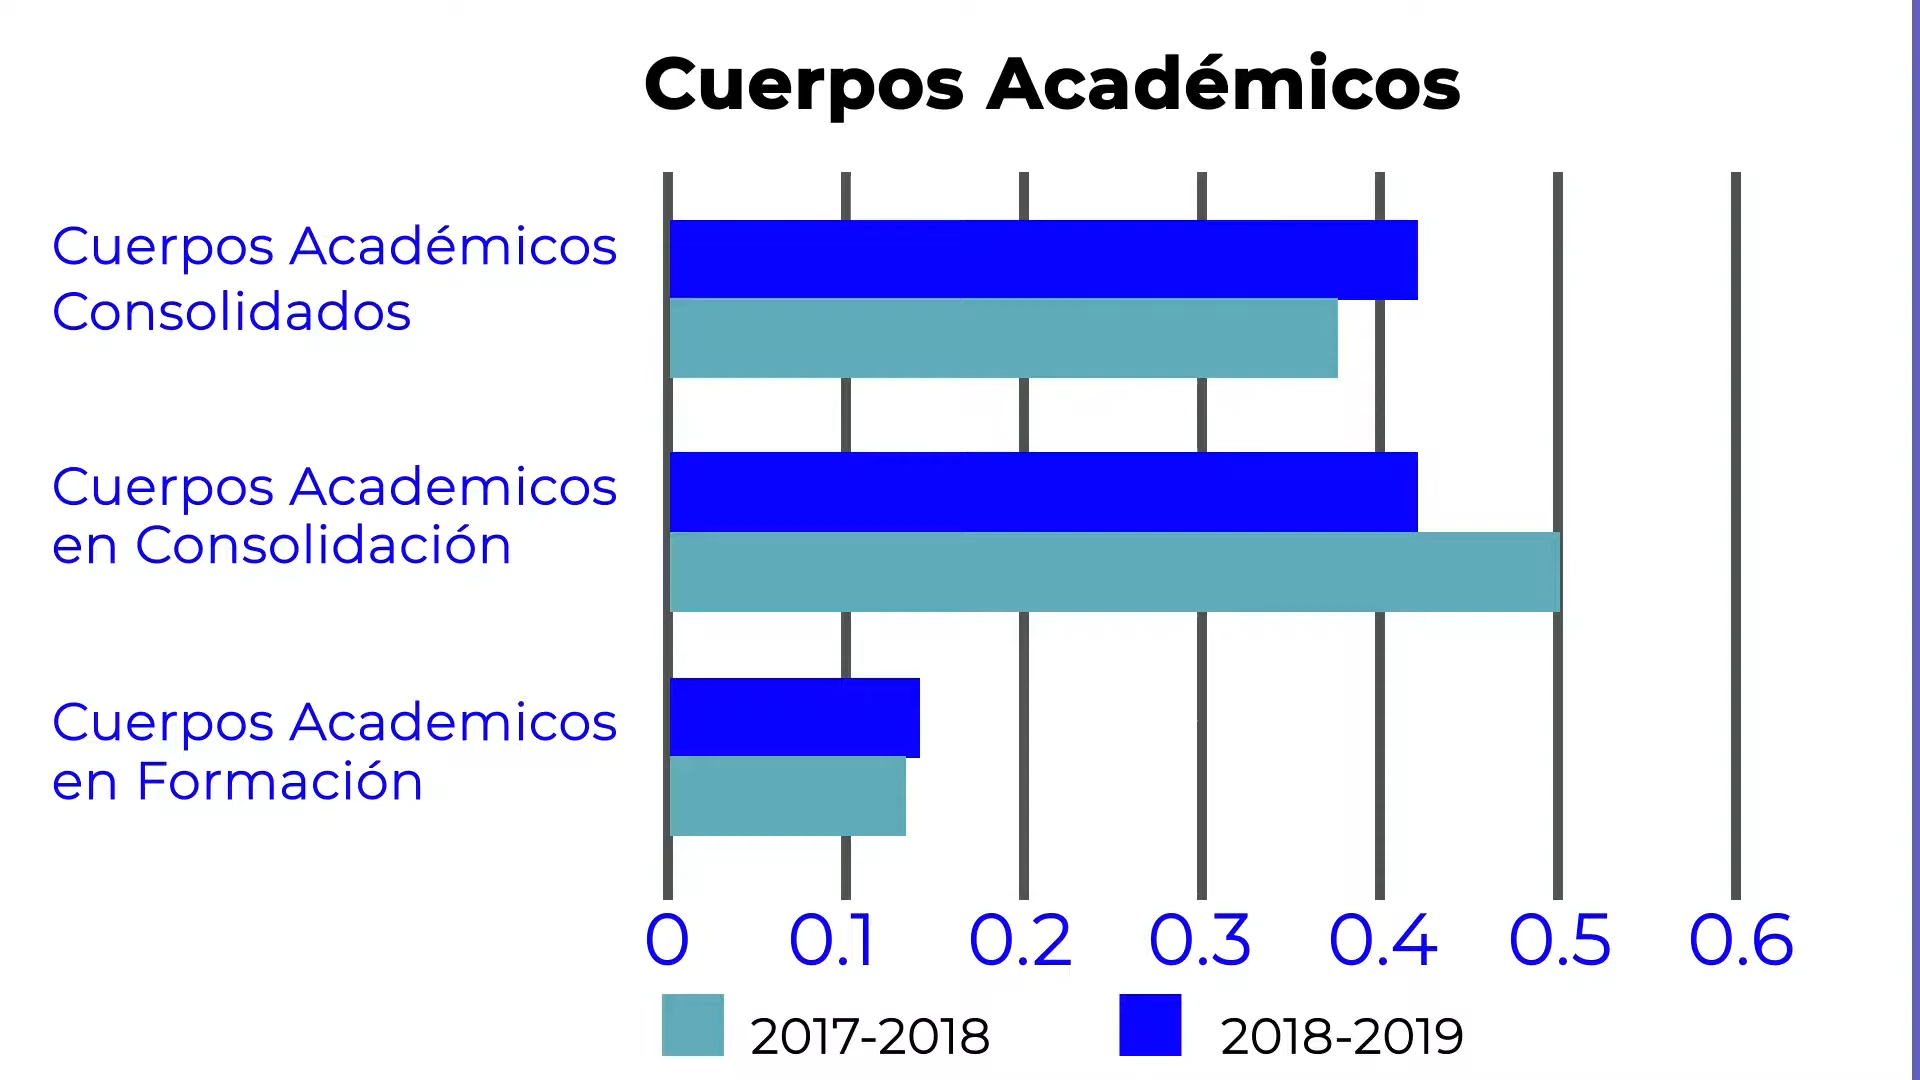 Cuerpos Académicos
Cuerpos Académicos
Consolidados
Cuerpos Academicos
en Consolidación
Cuerpos Academicos
en Formación
0 0.1 0.2 0.3 0.4 0.5 0.6
2017-2018 2018-2019